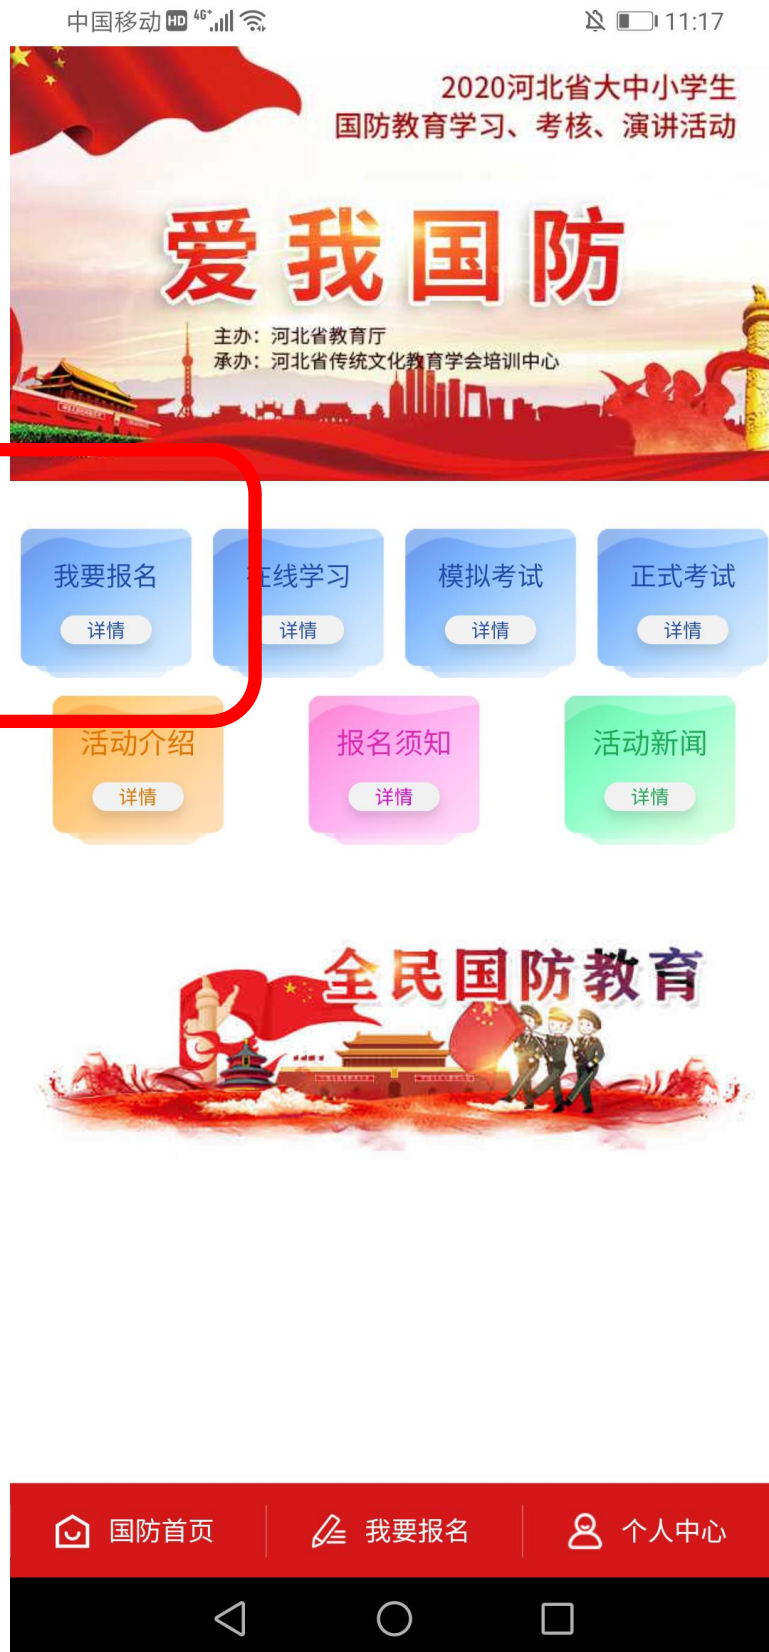 中国移动 HD 4G+ 11:17
2020河北省大中小学生
国防教育学习、考核、演讲活动
爱我国防
主办：河北省教育厅
承办：河北省传统文化教育学会培训中心
我要报名 在线学习 模拟考试 正式考试
详情 详情 详情 详情
活动介绍 报名须知 活动新闻
详情 详情 详情
全民国防教育
国防首页 我要报名 个人中心